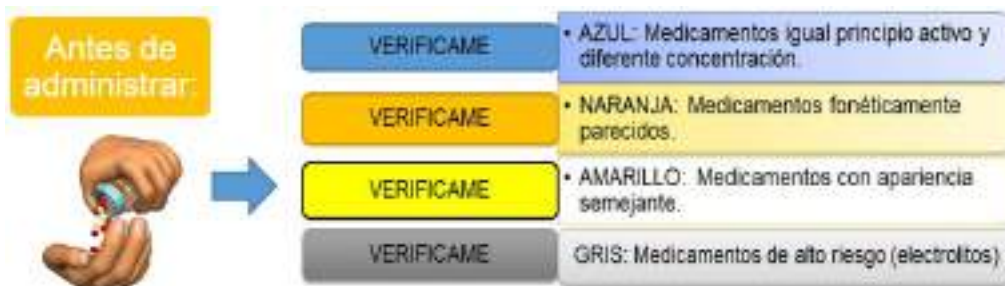 Antes de
administrar:
VERIFICAME
• AZUL: Medicamentos igual principio activo y
diferente concentración.
VERIFICAME
• NARANJA: Medicamentos fonéticamente
parecidos.
VERIFICAME
• AMARILLO: Medicamentos con apariencia
semejante.
VERIFICAME
GRIS: Medicamentos de alto riesgo (electrolitos)